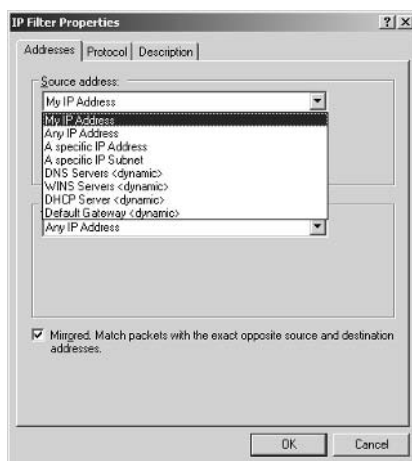 IP Filter Properties
Addresses
Protocol
Description
Source address:
My IP Address
My IP Address
Any IP Address
A specific IP Address
A specific IP Subnet
DNS Servers <dynamic>
WINS Servers <dynamic>
DHCP Server <dynamic>
Default Gateway <dynamic>
Any IP Address
Mirrored. Match packets with the exact opposite source and destination
addresses.
OK
Cancel